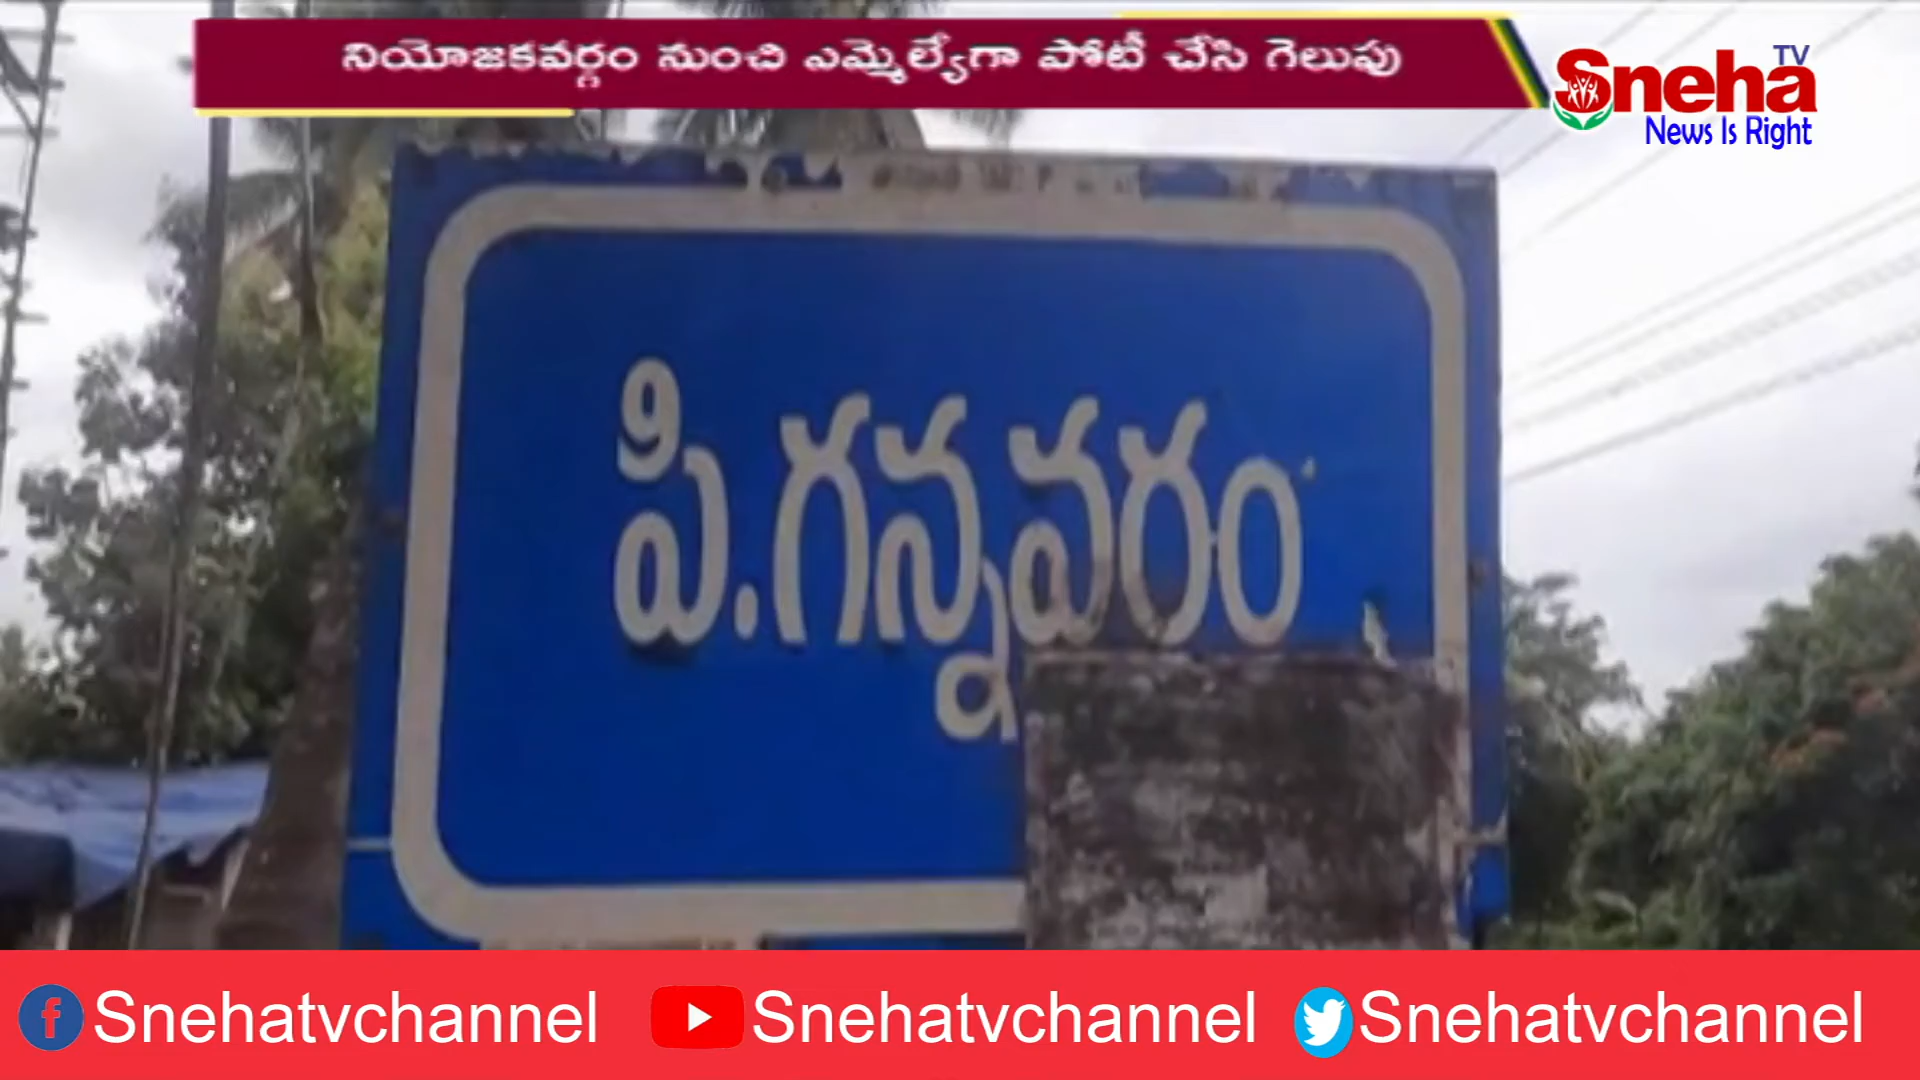 నియోజకవర్గం నుంచి ఎమ్మెల్యేగా పోటీ చేసి గెలుపు
Sneha TV
News Is Right
పి.గన్నవరం
Snehatvchannel Snehatvchannel Snehatvchannel